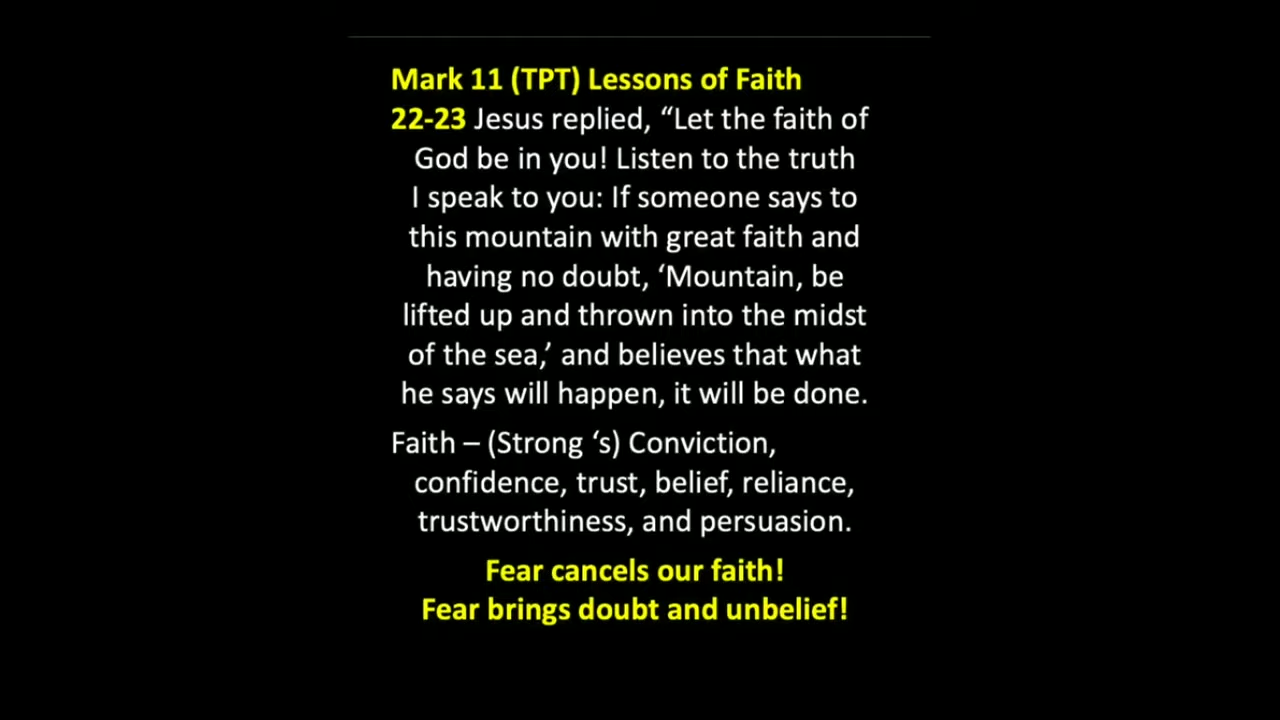 Mark 11 (TPT) Lessons of Faith
22-23 Jesus replied, “Let the faith of
God be in you! Listen to the truth
I speak to you: If someone says to
this mountain with great faith and
having no doubt, ‘Mountain, be
lifted up and thrown into the midst
of the sea,’ and believes that what
he says will happen, it will be done.
Faith – (Strong ‘s) Conviction,
confidence, trust, belief, reliance,
trustworthiness, and persuasion.
Fear cancels our faith!
Fear brings doubt and unbelief!